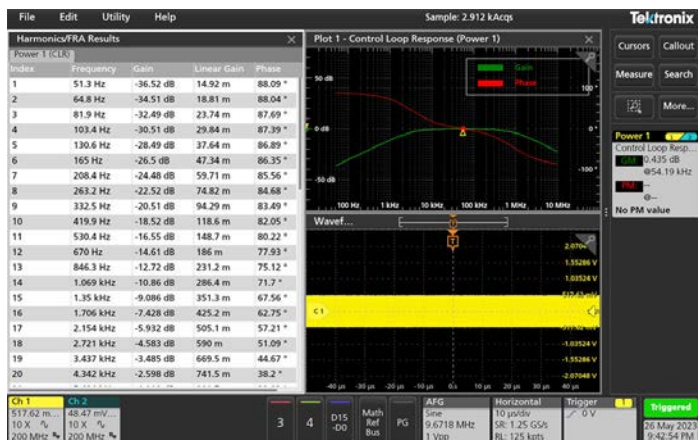 File Edit Utility Help Sample: 2.912 kAcqs Tektronix
Harmonics/FRA Results
Power 1 (CLR)
Index Frequency Gain Linear Gain Phase
1 51.3 Hz -36.52 dB 14.92 m 88.09 °
2 64.8 Hz -34.51 dB 18.81 m 88.04 °
3 81.9 Hz -32.49 dB 23.74 m 87.69 °
4 103.4 Hz -30.51 dB 29.84 m 87.39 °
5 130.6 Hz -28.49 dB 37.64 m 86.89 °
6 165 Hz -26.5 dB 47.34 m 86.35 °
7 208.4 Hz -24.48 dB 59.71 m 85.56 °
8 263.2 Hz -22.52 dB 74.82 m 84.68 °
9 332.5 Hz -20.51 dB 94.29 m 83.49 °
10 419.9 Hz -18.52 dB 118.6 m 82.05 °
11 530.4 Hz -16.55 dB 148.7 m 80.22 °
12 670 Hz -14.61 dB 186 m 77.93 °
13 846.3 Hz -12.72 dB 231.2 m 75.12 °
14 1.069 kHz -10.86 dB 286.4 m 71.7 °
15 1.35 kHz -9.086 dB 351.3 m 67.56 °
16 1.706 kHz -7.428 dB 425.2 m 62.75 °
17 2.154 kHz -5.932 dB 505.1 m 57.21 °
18 2.721 kHz -4.583 dB 590 m 51.09 °
19 3.437 kHz -3.485 dB 669.5 m 44.67 °
20 4.342 kHz -2.598 dB 741.5 m 38.2 °
Plot 1 - Control Loop Response (Power 1)
Gain
Phase
50 dB
100 °
0 dB
-50 dB
-100 °
100 Hz 1 kHz 10 kHz 100 kHz 1 MHz 10 MHz
Wavef...
T
2.0704
1.55286 V
1.03524 V
C1
-1.03524 V
-1.55286 V
-2.07048 V
-40 µs -30 µs -20 µs -10 µs 0 s 10 µs 20 µs 30 µs 40 µs
Cursors Callout
Measure Search
More...
Power 1
Control Loop Resp...
GM 0.435 dB
@54.19 kHz
PM --
@--
No PM value
Ch 1
517.62 m...
10 X
200 MHz
Ch 2
48.47 mV...
10 X
200 MHz
3
4
D15
-D0
Math
Ref
Bus
PG
AFG
Sine
9.6718 MHz
1 Vpp
Horizontal
10 µs/div
SR: 1.25 GS/s
RL: 125 kpts
Trigger 1
0 V
Triggered
26 May 202
9:42:54 PM